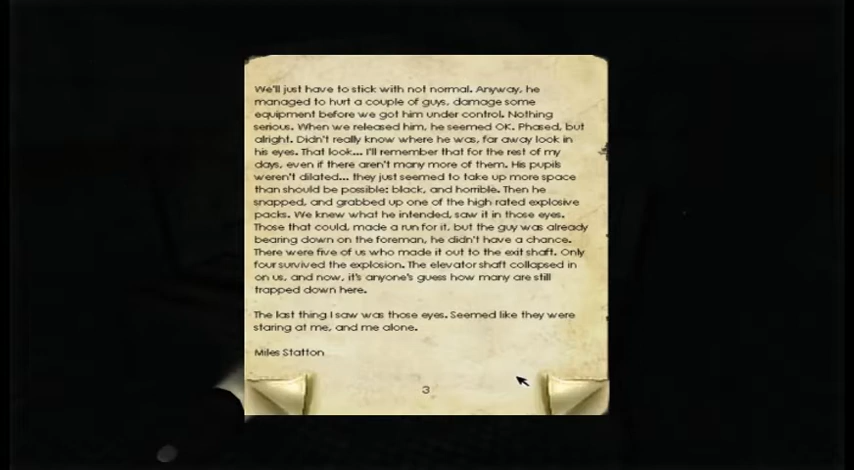 We'll just have to stick with not normal. Anyway, he
managed to hurt a couple of guys, damage some
equipment before we got him under control. Nothing
serious. When we released him, he seemed OK. Phased, but
alright. Didn't really know where he was, far away look in
his eyes. That look... I'll remember that for the rest of my
days, even if there aren't many more of them. His pupils
weren't dilated... they just seemed to take up more space
than should be possible: black, and horrible. Then he
snapped, and grabbed up one of the high rated explosive
packs. We knew what he intended, saw it in those eyes.
Those that could, made a run for it, but the guy was already
bearing down on the foreman, he didn't have a chance.
There were five of us who made it out to the exit shaft. Only
four survived the explosion. The elevator shaft collapsed in
on us, and now, it's anyone's guess how many are still
trapped down here.
The last thing I saw was those eyes. Seemed like they were
staring at me, and me alone.
Miles Statton
3